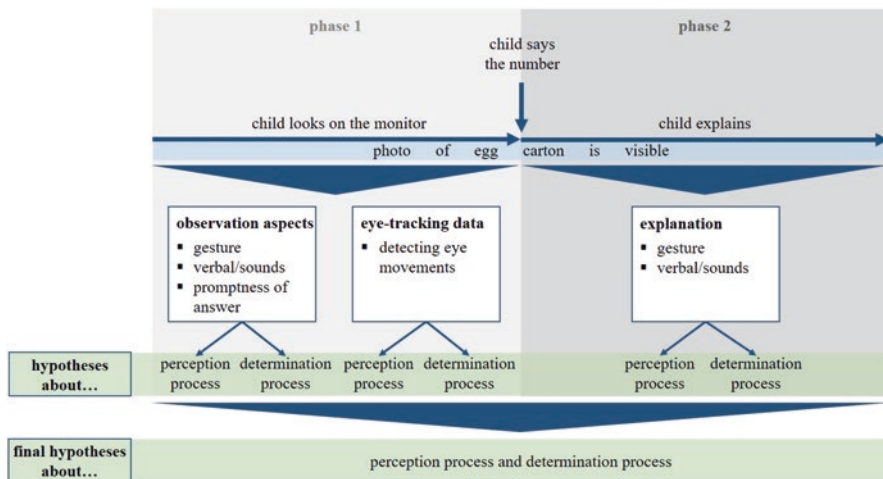 phase 1
phase 2
child says
the number
child looks on the monitor
child explains
photo of egg carton is visible
observation aspects
▪ gesture
▪ verbal/sounds
▪ promptness of
answer
eye-tracking data
▪ detecting eye
movements
explanation
▪ gesture
▪ verbal/sounds
hypotheses
about…
perception
process
determination
process
perception
process
determination
process
perception
process
determination
process
final hypotheses
about…
perception process and determination process